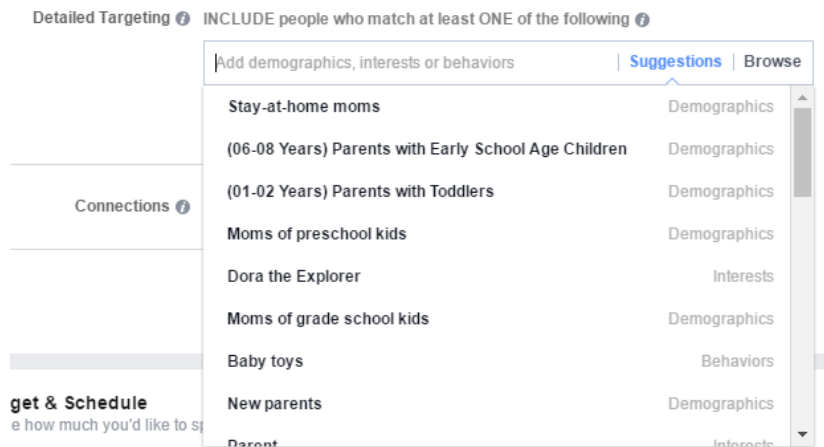 Detailed Targeting INCLUDE people who match at least ONE of the following
Add demographics, interests or behaviors | Suggestions | Browse
Stay-at-home moms Demographics
(06-08 Years) Parents with Early School Age Children Demographics
(01-02 Years) Parents with Toddlers Demographics
Connections
Moms of preschool kids Demographics
Dora the Explorer Interests
Moms of grade school kids Demographics
Baby toys Behaviors
New parents Demographics
get & Schedule
e how much you'd like to sp
Parent Interests